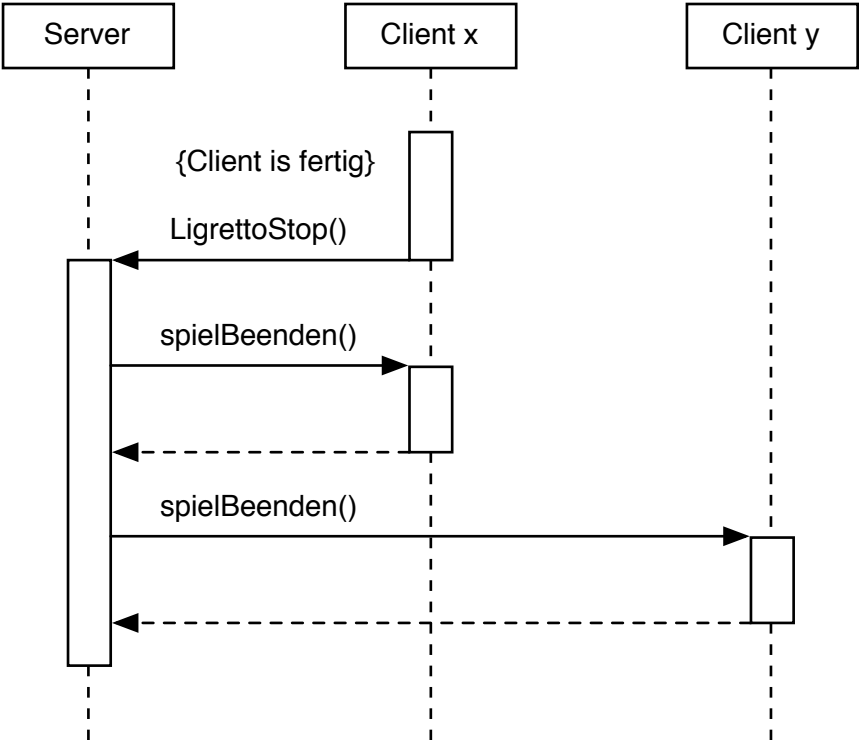 Server
Client x
Client y
{Client is fertig}
LigrettoStop()
spielBeenden()
spielBeenden()